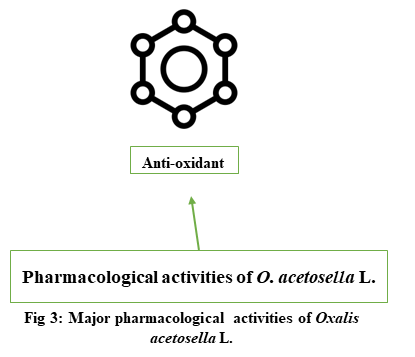 Anti-oxidant
Pharmacological activities of O. acetosella L.
Fig 3: Major pharmacological activities of Oxalis
acetosella L.